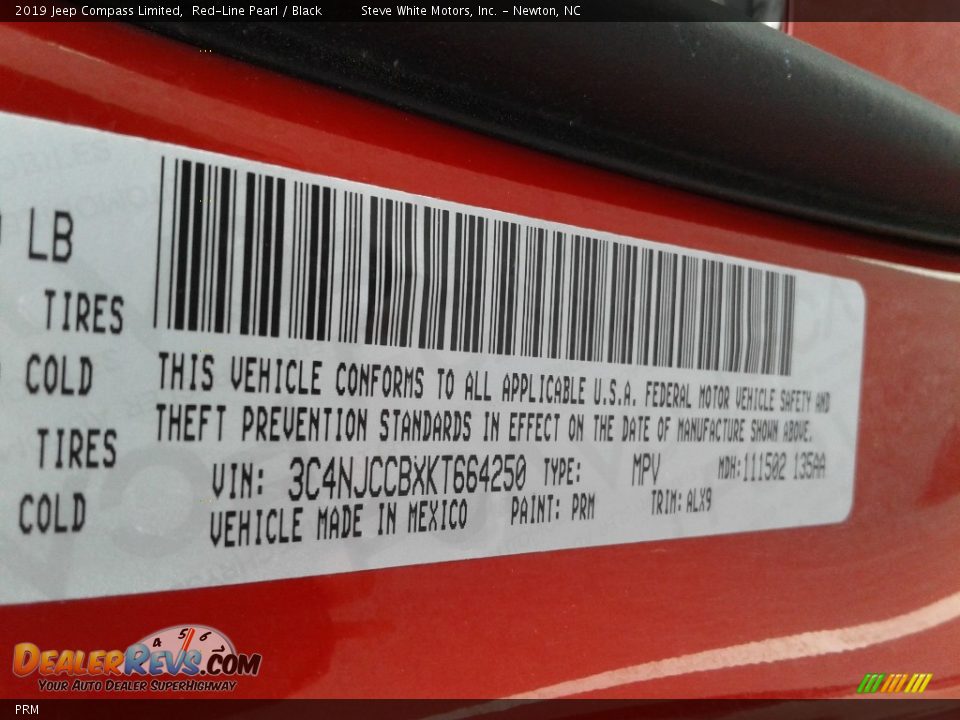 2019 Jeep Compass Limited, Red-Line Pearl / Black Steve White Motors, Inc. – Newton, NC
LB
TIRES
COLD
TIRES
COLD
THIS VEHICLE CONFORMS TO ALL APPLICABLE U.S.A. FEDERAL MOTOR VEHICLE SAFETY AND
THEFT PREVENTION STANDARDS IN EFFECT ON THE DATE OF MANUFACTURE SHOWN ABOVE.
VIN: 3C4NJCCBXKT664250 TYPE: MPV MDH:111502 135AA
VEHICLE MADE IN MEXICO PAINT: PRM TRIM: ALX9
4 5 6
DealerRevs.com
Your Auto Dealer SuperHighway
PRM